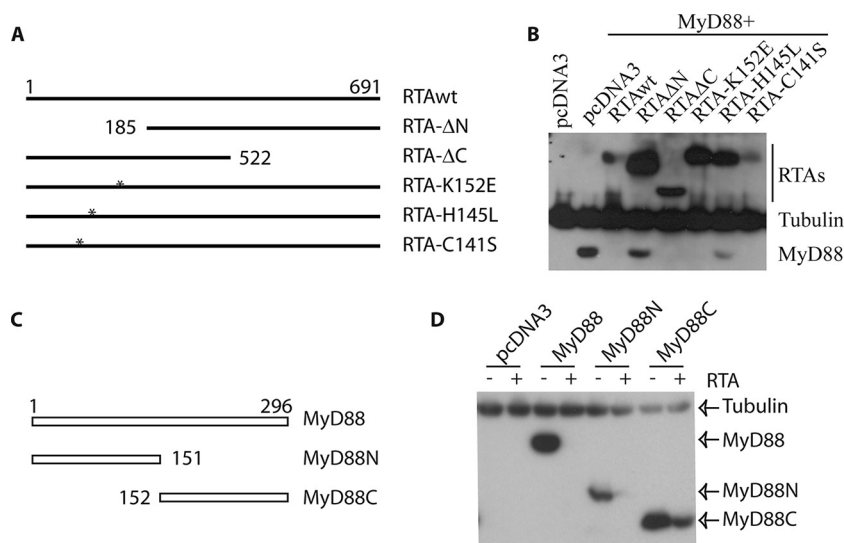 A
1 691 RTAwt
185 RTA-ΔN
522 RTA-ΔC
* RTA-K152E
* RTA-H145L
* RTA-C141S
B
MyD88+
pcDNA3
pcDNA3
RTAwt
RTAΔN
RTAΔC
RTA-K152E
RTA-H145L
RTA-C141S
RTAs
Tubulin
MyD88
C
1 296 MyD88
151 MyD88N
152 MyD88C
D
pcDNA3 MyD88 MyD88N MyD88C
- + - + - + - + RTA
Tubulin
MyD88
MyD88N
MyD88C